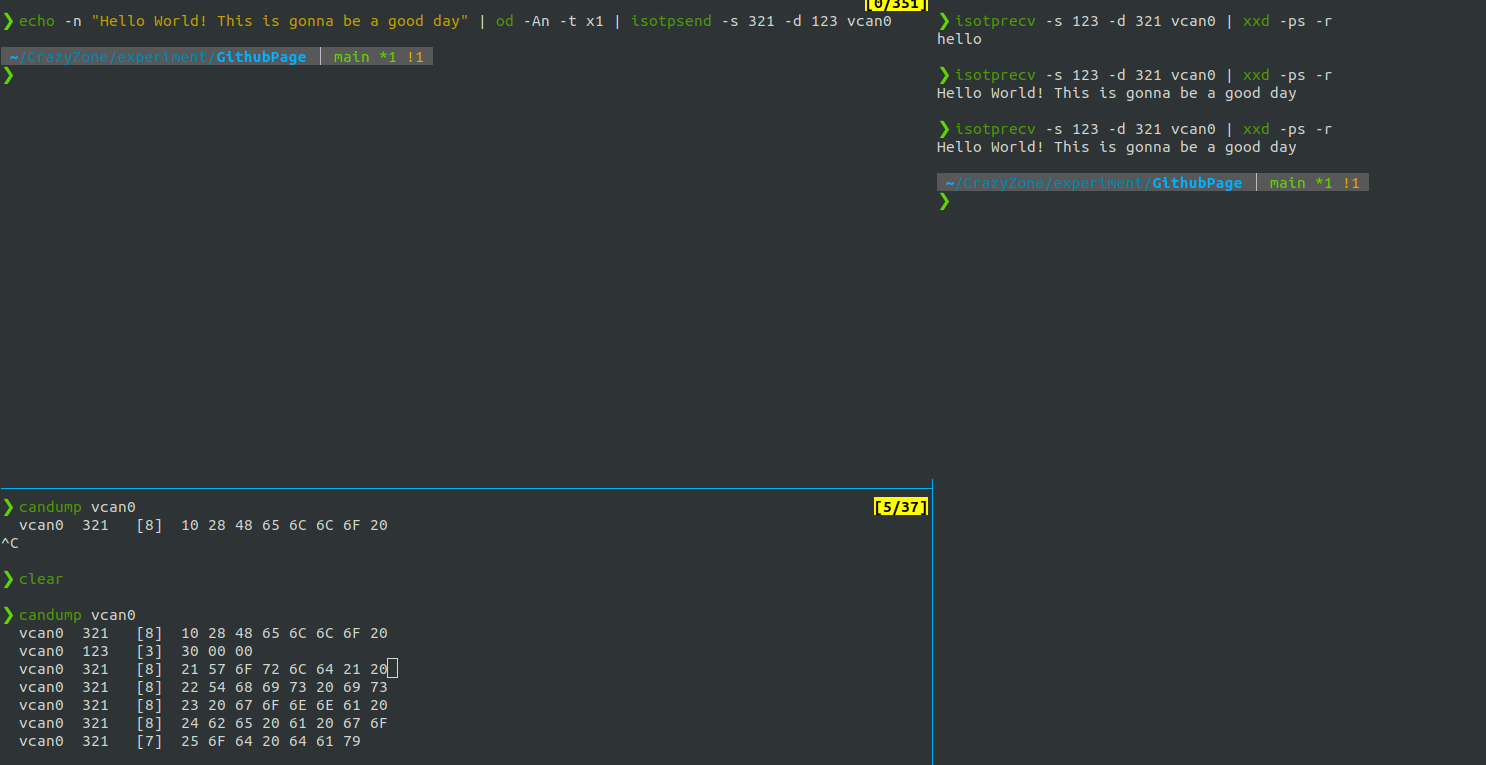 [0/351]
❯ echo -n "Hello World! This is gonna be a good day" | od -An -t x1 | isotpsend -s 321 -d 123 vcan0
~/CrazyZone/experiment/GithubPage │ main *1 !1
❯
❯ isotprecv -s 123 -d 321 vcan0 | xxd -ps -r
hello
❯ isotprecv -s 123 -d 321 vcan0 | xxd -ps -r
Hello World! This is gonna be a good day
❯ isotprecv -s 123 -d 321 vcan0 | xxd -ps -r
Hello World! This is gonna be a good day
~/CrazyZone/experiment/GithubPage │ main *1 !1
❯
❯ candump vcan0
[5/37]
vcan0 321 [8] 10 28 48 65 6C 6C 6F 20
^C
❯ clear
❯ candump vcan0
vcan0 321 [8] 10 28 48 65 6C 6C 6F 20
vcan0 123 [3] 30 00 00
vcan0 321 [8] 21 57 6F 72 6C 64 21 20
vcan0 321 [8] 22 54 68 69 73 20 69 73
vcan0 321 [8] 23 20 67 6F 6E 6E 61 20
vcan0 321 [8] 24 62 65 20 61 20 67 6F
vcan0 321 [7] 25 6F 64 20 64 61 79